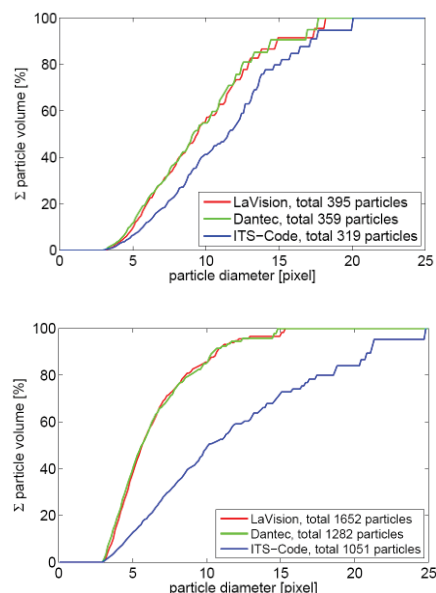 100
80
60
40
20
0
0 5 10 15 20 25
Σ particle volume [%]
particle diameter [pixel]
LaVision, total 395 particles
Dantec, total 359 particles
ITS-Code, total 319 particles
100
80
60
40
20
0
0 5 10 15 20 25
Σ particle volume [%]
particle diameter [pixel]
LaVision, total 1652 particles
Dantec, total 1282 particles
ITS-Code, total 1051 particles